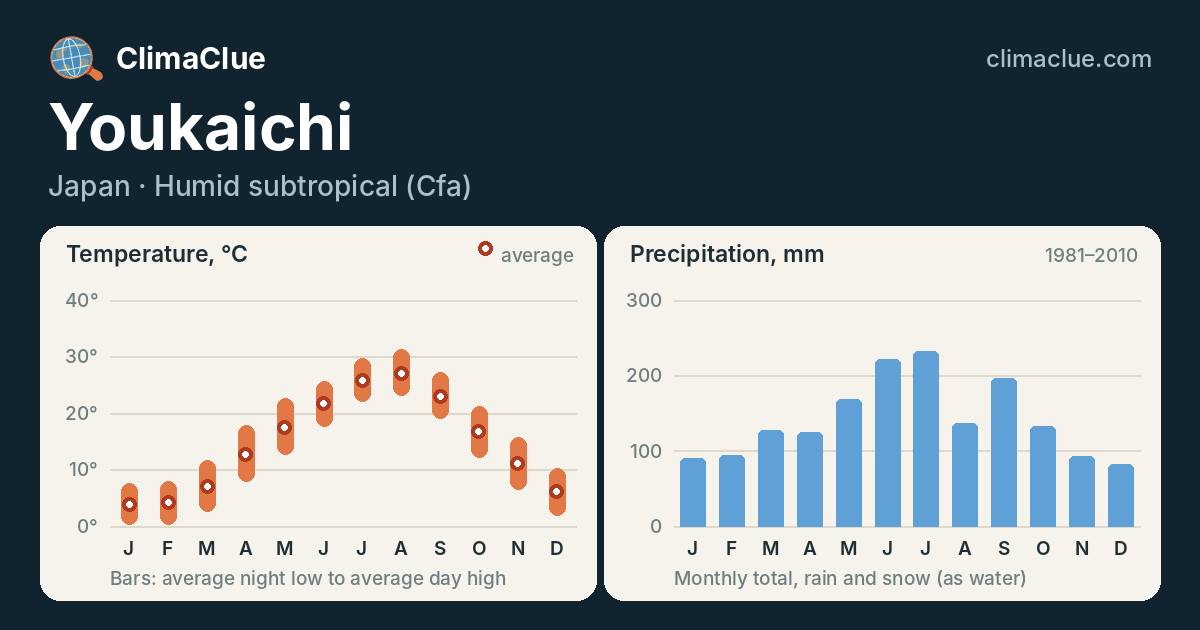 ClimaClue
climaclue.com
Youkaichi
Japan · Humid subtropical (Cfa)
Temperature, °C
average
40°
30°
20°
10°
0°
J F M A M J J A S O N D
Bars: average night low to average day high
Precipitation, mm
1981–2010
300
200
100
0
J F M A M J J A S O N D
Monthly total, rain and snow (as water)